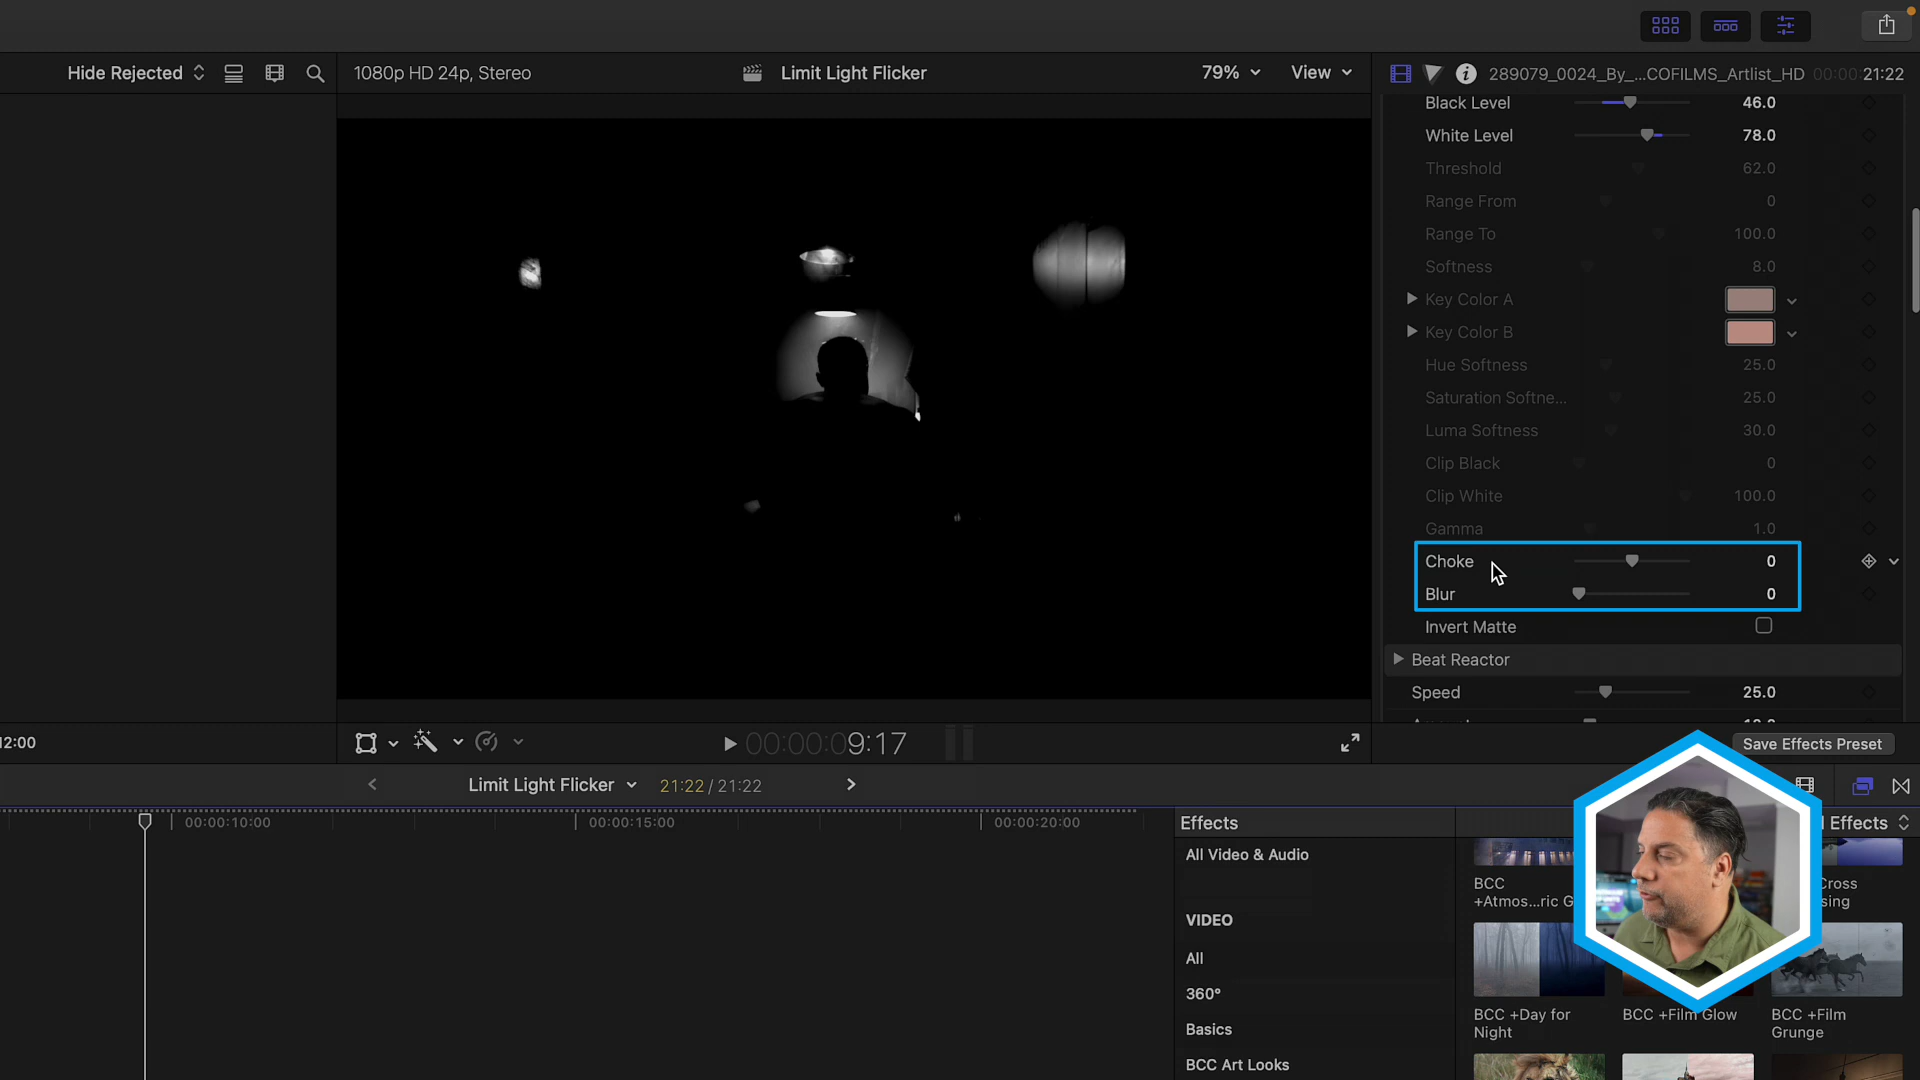 Hide Rejected
1080p HD 24p, Stereo
Limit Light Flicker
79%
View
289079_0024_By_...COFILMS_Artlist_HD
00:00:21:22
Black Level 46.0
White Level 78.0
Threshold 62.0
Range From 0
Range To 100.0
Softness 8.0
Key Color A
Key Color B
Hue Softness 25.0
Saturation Softne... 25.0
Luma Softness 30.0
Clip Black 0
Clip White 100.0
Gamma 1.0
Choke 0
Blur 0
Invert Matte
Beat Reactor
Speed 25.0
12:00
00:00:09:17
Save Effects Preset
Limit Light Flicker
21:22 / 21:22
00:00:10:00
00:00:15:00
00:00:20:00
Effects
Effects
All Video & Audio
VIDEO
All
360°
Basics
BCC Art Looks
BCC
+Atmos...ric G
Cross
BCC +Day for
Night
BCC +Film Glow
BCC +Film
Grunge